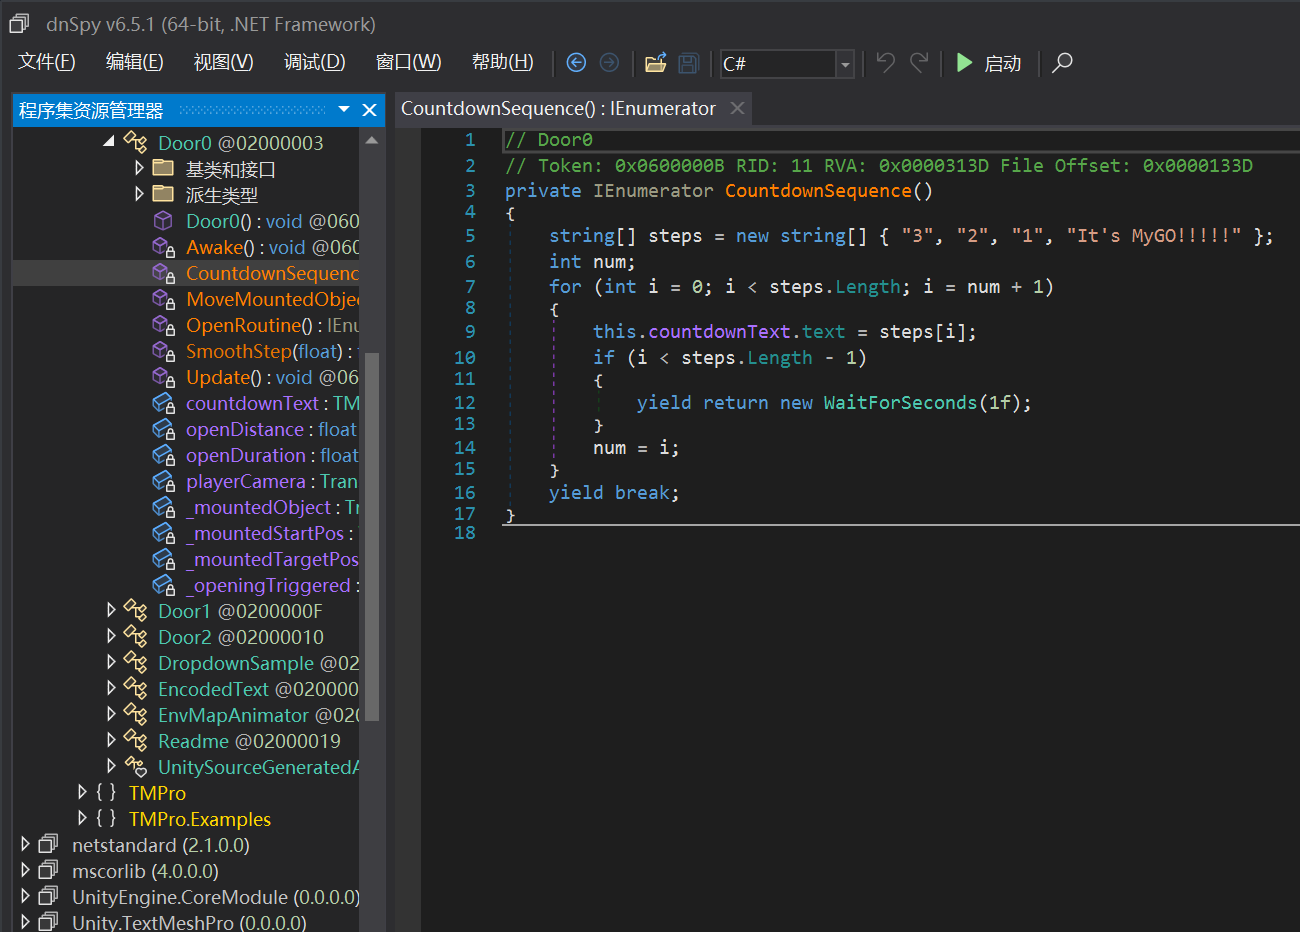 dnSpy v6.5.1 (64-bit, .NET Framework)
文件(F) 编辑(E) 视图(V) 调试(D) 窗口(W) 帮助(H) C# 启动
程序集资源管理器
Door0 @02000003
基类和接口
派生类型
Door0() : void @060
Awake() : void @060
CountdownSequenc
MoveMountedObjec
OpenRoutine() : IEnu
SmoothStep(float) :
Update() : void @06
countdownText : TM
openDistance : float
openDuration : float
playerCamera : Tran
_mountedObject : Tr
_mountedStartPos :
_mountedTargetPos
_openingTriggered :
Door1 @0200000F
Door2 @02000010
DropdownSample @02
EncodedText @020000
EnvMapAnimator @020
Readme @02000019
UnitySourceGeneratedA
{ } TMPro
{ } TMPro.Examples
netstandard (2.1.0.0)
mscorlib (4.0.0.0)
UnityEngine.CoreModule (0.0.0.0)
Unity.TextMeshPro (0.0.0.0)
CountdownSequence() : IEnumerator
1 // Door0
2 // Token: 0x0600000B RID: 11 RVA: 0x0000313D File Offset: 0x0000133D
3 private IEnumerator CountdownSequence()
4 {
5 string[] steps = new string[] { "3", "2", "1", "It's MyGO!!!!!" };
6 int num;
7 for (int i = 0; i < steps.Length; i = num + 1)
8 {
9 this.countdownText.text = steps[i];
10 if (i < steps.Length - 1)
11 {
12 yield return new WaitForSeconds(1f);
13 }
14 num = i;
15 }
16 yield break;
17 }
18